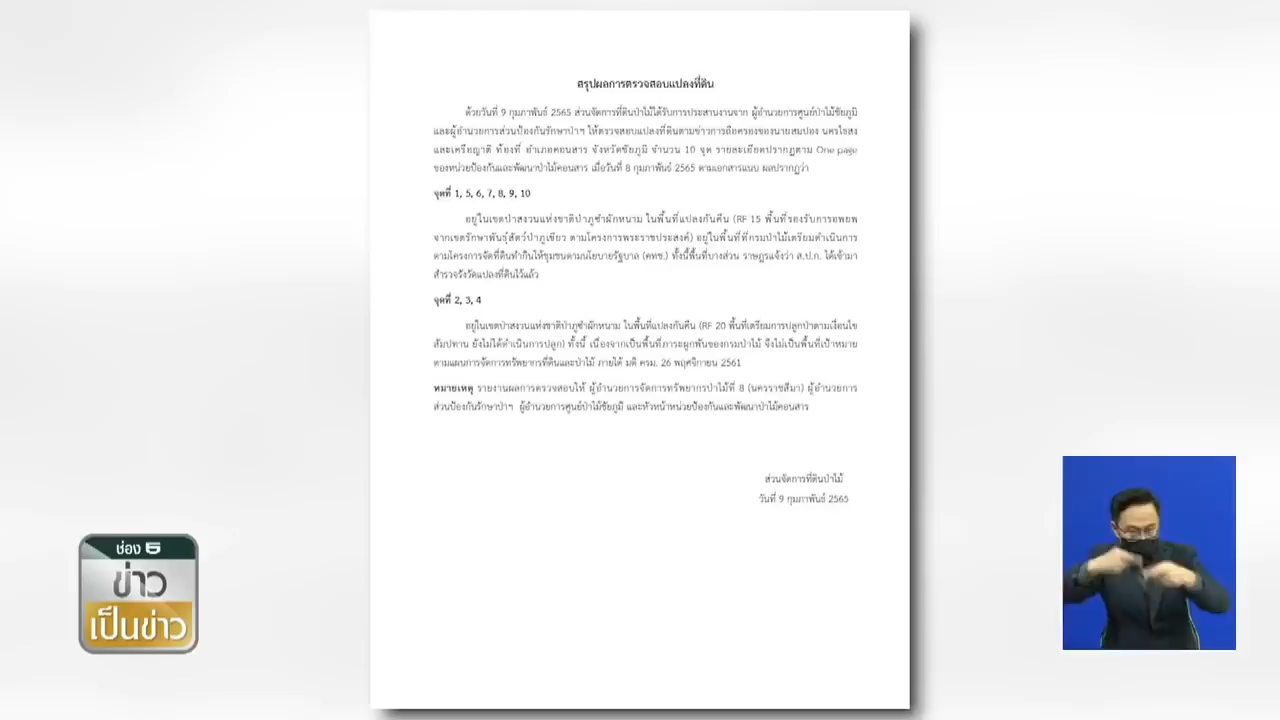 สรุปผลการตรวจสอบแปลงที่ดิน
ด้วยวันที่ 9 กุมภาพันธ์ 2565 ส่วนจัดการที่ดินป่าไม้ได้รับการประสานงานจาก ผู้อำนวยการศูนย์ป่าไม้ชัยภูมิ
และผู้อำนวยการส่วนป้องกันรักษาป่าฯ ให้ตรวจสอบแปลงที่ดินตามข่าวการถือครองของนายสมปอง นครไธสง
และเครือญาติ ท้องที่ อำเภอคอนสาร จังหวัดชัยภูมิ จำนวน 10 จุด รายละเอียดปรากฏตาม One page
ของหน่วยป้องกันและพัฒนาป่าไม้คอนสาร เมื่อวันที่ 8 กุมภาพันธ์ 2565 ตามเอกสารแนบ ผลปรากฏว่า
จุดที่ 1, 5, 6, 7, 8, 9, 10
อยู่ในเขตป่าสงวนแห่งชาติป่าภูซำผักหนาม ในพื้นที่แปลงกันคืน (RF 15 พื้นที่รองรับการอพยพ
จากเขตรักษาพันธุ์สัตว์ป่าภูเขียว ตามโครงการพระราชประสงค์) อยู่ในพื้นที่ที่กรมป่าไม้เตรียมดำเนินการ
ตามโครงการจัดที่ดินทำกินให้ชุมชนตามนโยบายรัฐบาล (คทช.) ทั้งนี้พื้นที่บางส่วน ราษฎรแจ้งว่า ส.ป.ก. ได้เข้ามา
สำรวจรังวัดแปลงที่ดินไว้แล้ว
จุดที่ 2, 3, 4
อยู่ในเขตป่าสงวนแห่งชาติป่าภูซำผักหนาม ในพื้นที่แปลงกันคืน (RF 20 พื้นที่เตรียมการปลูกป่าตามเงื่อนไข
สัมปทาน ยังไม่ได้ดำเนินการปลูก) ทั้งนี้ เนื่องจากเป็นพื้นที่ภาระผูกพันของกรมป่าไม้ จึงไม่เป็นพื้นที่เป้าหมาย
ตามแผนการจัดการทรัพยากรที่ดินและป่าไม้ ภายใต้ มติ ครม. 26 พฤศจิกายน 2561
หมายเหตุ รายงานผลการตรวจสอบให้ ผู้อำนวยการจัดการทรัพยากรป่าไม้ที่ 8 (นครราชสีมา) ผู้อำนวยการ
ส่วนป้องกันรักษาป่าฯ ผู้อำนวยการศูนย์ป่าไม้ชัยภูมิ และหัวหน้าหน่วยป้องกันและพัฒนาป่าไม้คอนสาร
ส่วนจัดการที่ดินป่าไม้
วันที่ 9 กุมภาพันธ์ 2565
ช่อง 5
ข่าว
เป็นข่าว